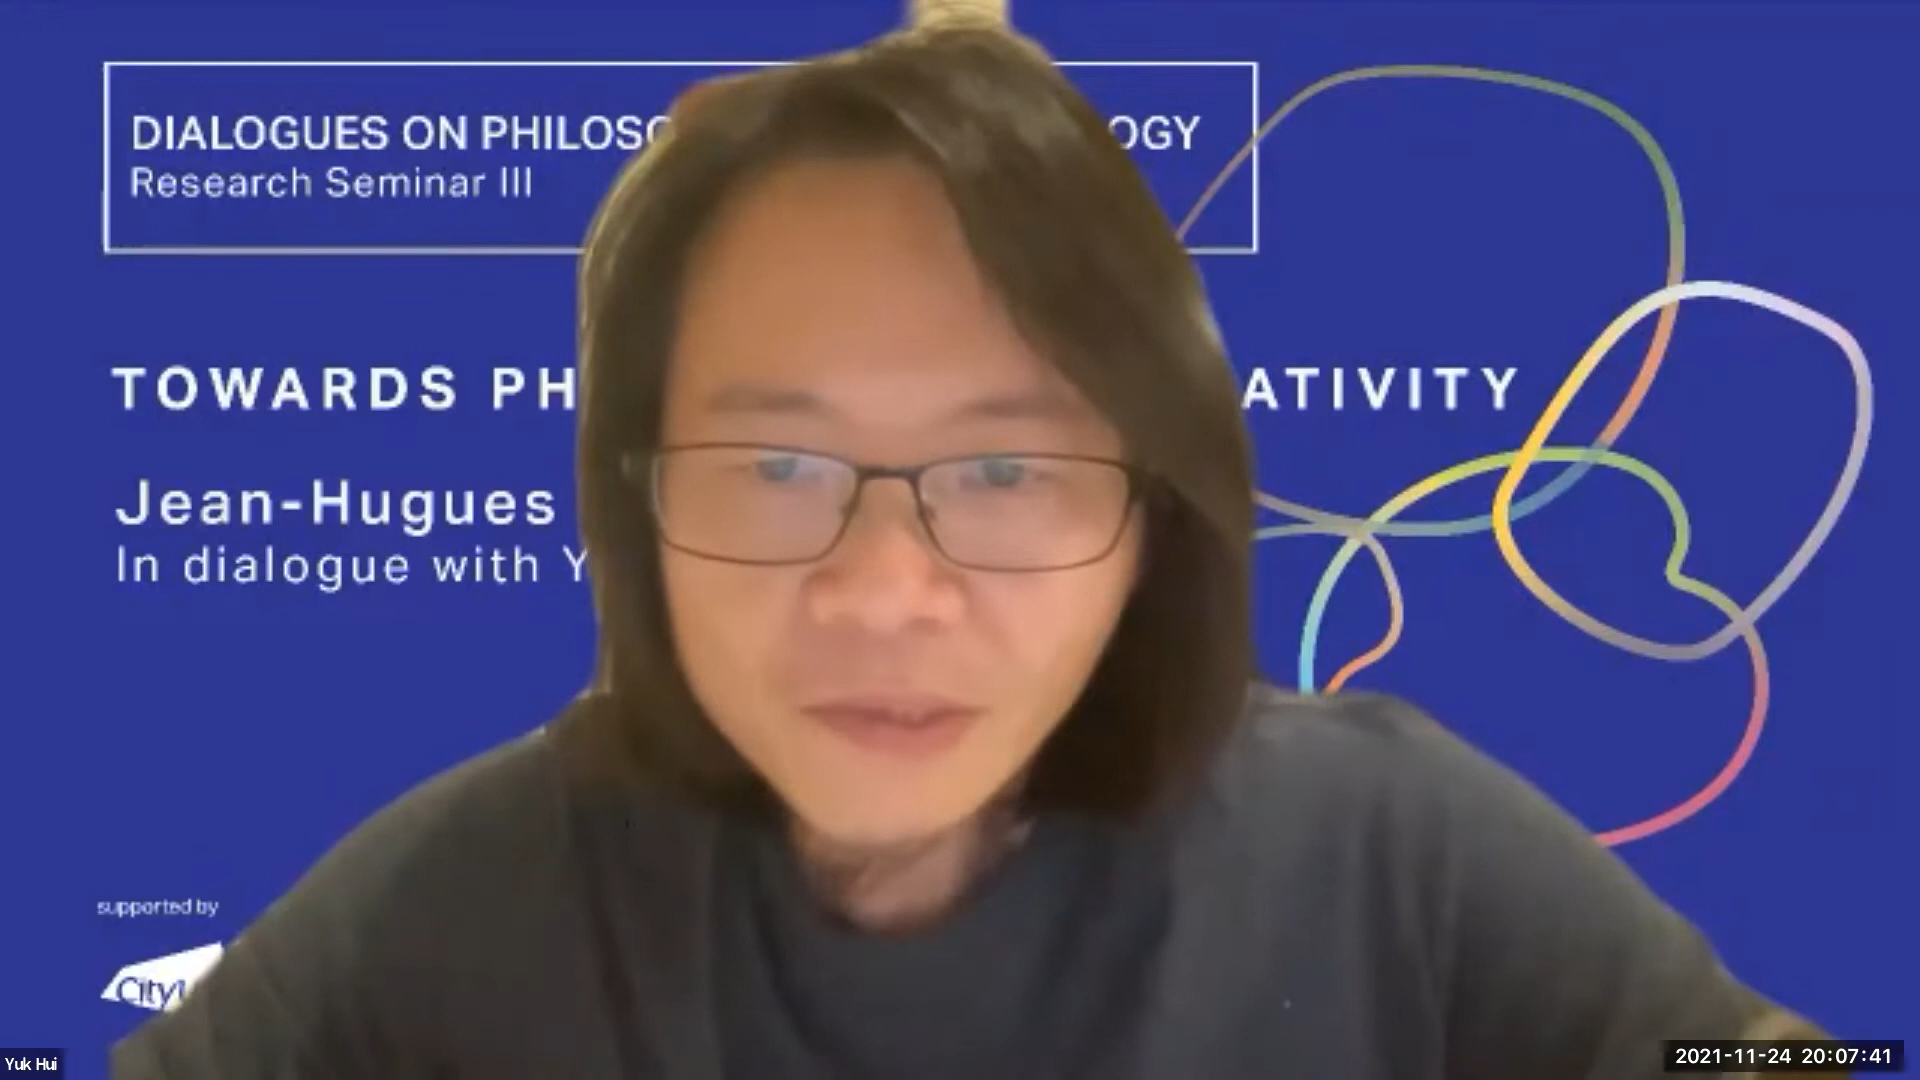 DIALOGUES ON PHILOSO OGY
Research Seminar III
TOWARDS PH ATIVITY
Jean-Hugues
In dialogue with Y
supported by
CityU
Yuk Hui
2021-11-24 20:07:41